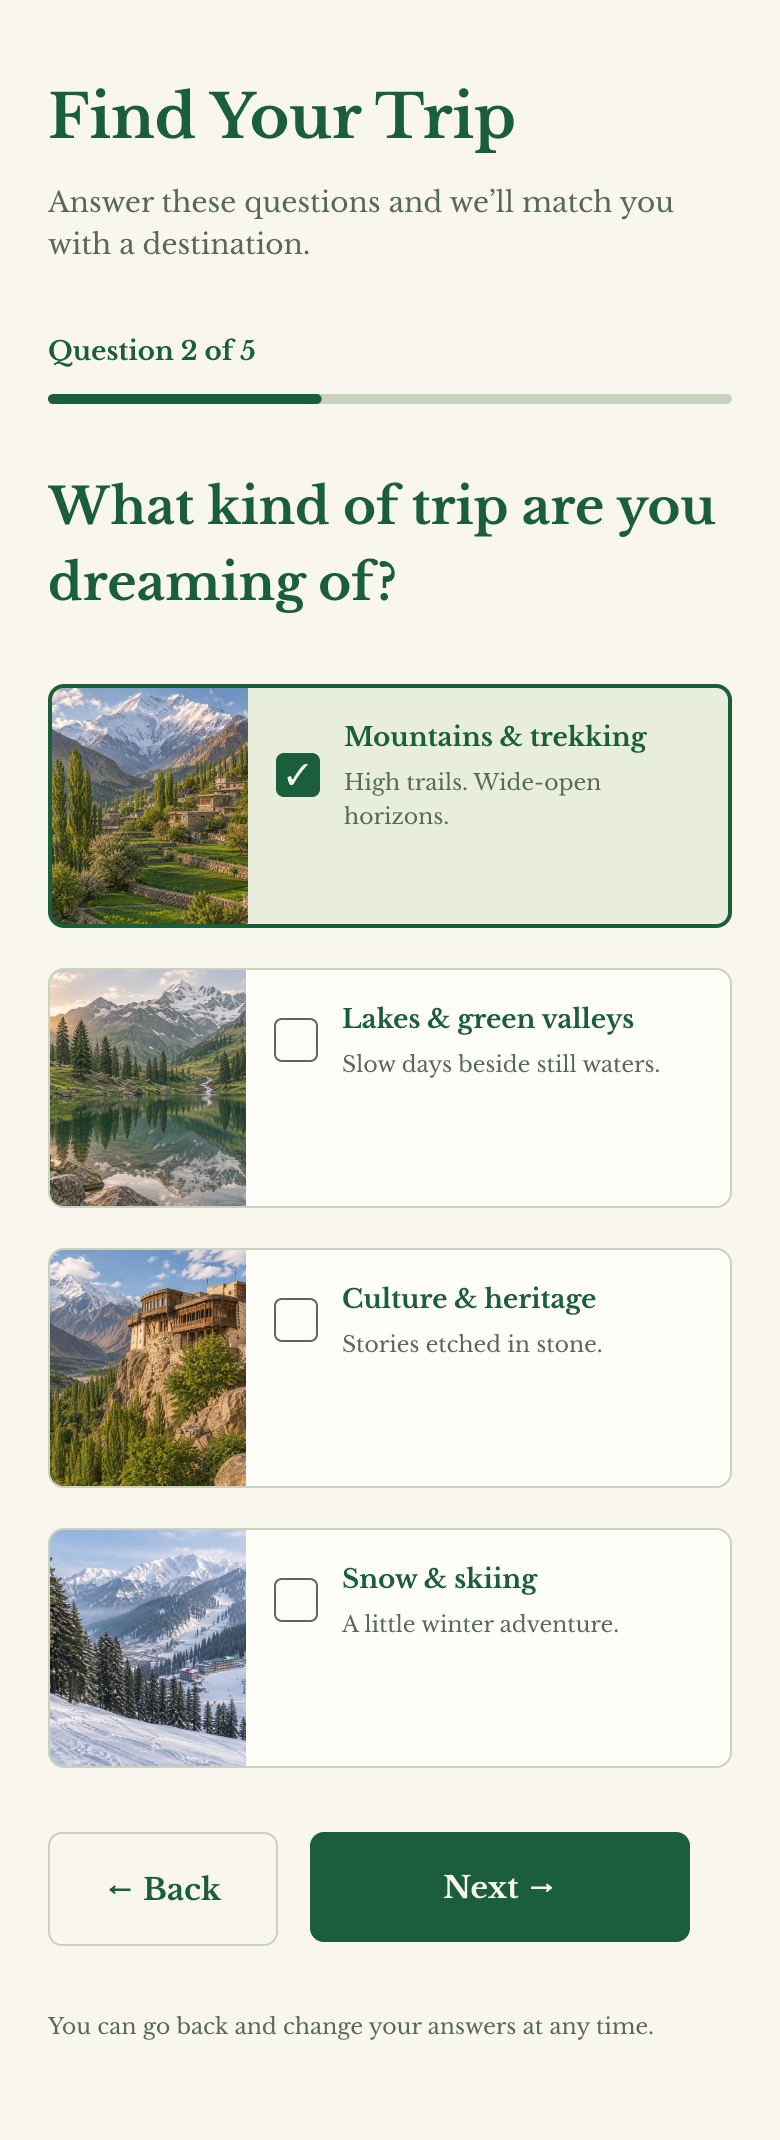 Find Your Trip
Answer these questions and we’ll match you
with a destination.
Question 2 of 5
What kind of trip are you
dreaming of?
✓
Mountains & trekking
High trails. Wide-open
horizons.
Lakes & green valleys
Slow days beside still waters.
Culture & heritage
Stories etched in stone.
Snow & skiing
A little winter adventure.
← Back
Next →
You can go back and change your answers at any time.